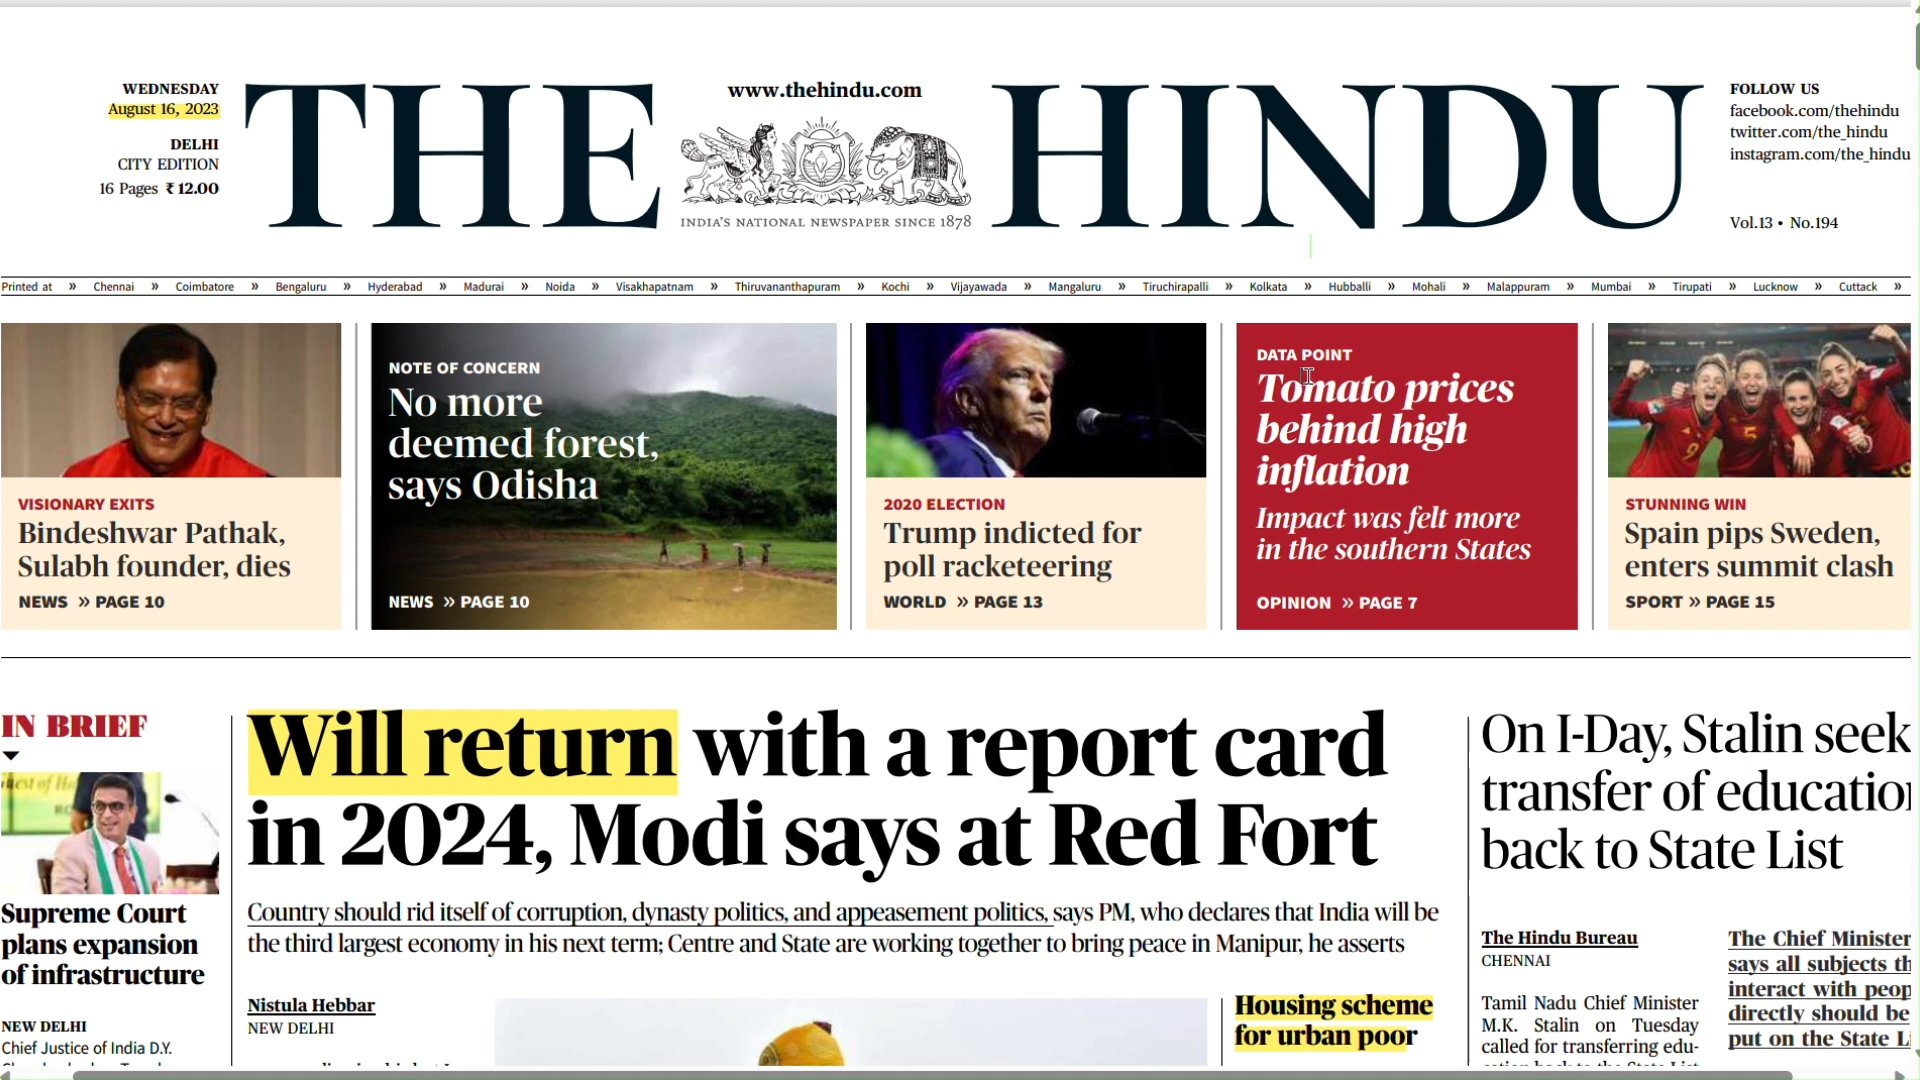 WEDNESDAY
August 16, 2023
DELHI
CITY EDITION
16 Pages ₹ 12.00
THE HINDU
www.thehindu.com
INDIA'S NATIONAL NEWSPAPER SINCE 1878
FOLLOW US
facebook.com/thehindu
twitter.com/the_hindu
instagram.com/the_hindu
Vol.13 • No.194
Printed at » Chennai » Coimbatore » Bengaluru » Hyderabad » Madurai » Noida » Visakhapatnam » Thiruvananthapuram » Kochi » Vijayawada » Mangaluru » Tiruchirapalli » Kolkata » Hubballi » Mohali » Malappuram » Mumbai » Tirupati » Lucknow » Cuttack »
VISIONARY EXITS
Bindeshwar Pathak,
Sulabh founder, dies
NEWS » PAGE 10
NOTE OF CONCERN
No more
deemed forest,
says Odisha
NEWS » PAGE 10
2020 ELECTION
Trump indicted for
poll racketeering
WORLD » PAGE 13
DATA POINT
Tomato prices
behind high
inflation
Impact was felt more
in the southern States
OPINION » PAGE 7
STUNNING WIN
Spain pips Sweden,
enters summit clash
SPORT » PAGE 15
IN BRIEF
Supreme Court
plans expansion
of infrastructure
NEW DELHI
Chief Justice of India D.Y.
Will return with a report card
in 2024, Modi says at Red Fort
Country should rid itself of corruption, dynasty politics, and appeasement politics, says PM, who declares that India will be
the third largest economy in his next term; Centre and State are working together to bring peace in Manipur, he asserts
Nistula Hebbar
NEW DELHI
Housing scheme
for urban poor
On I-Day, Stalin seek
transfer of educatio
back to State List
The Hindu Bureau
CHENNAI
Tamil Nadu Chief Minister
M.K. Stalin on Tuesday
called for transferring edu-
The Chief Minister
says all subjects th
interact with peop
directly should be
put on the State L